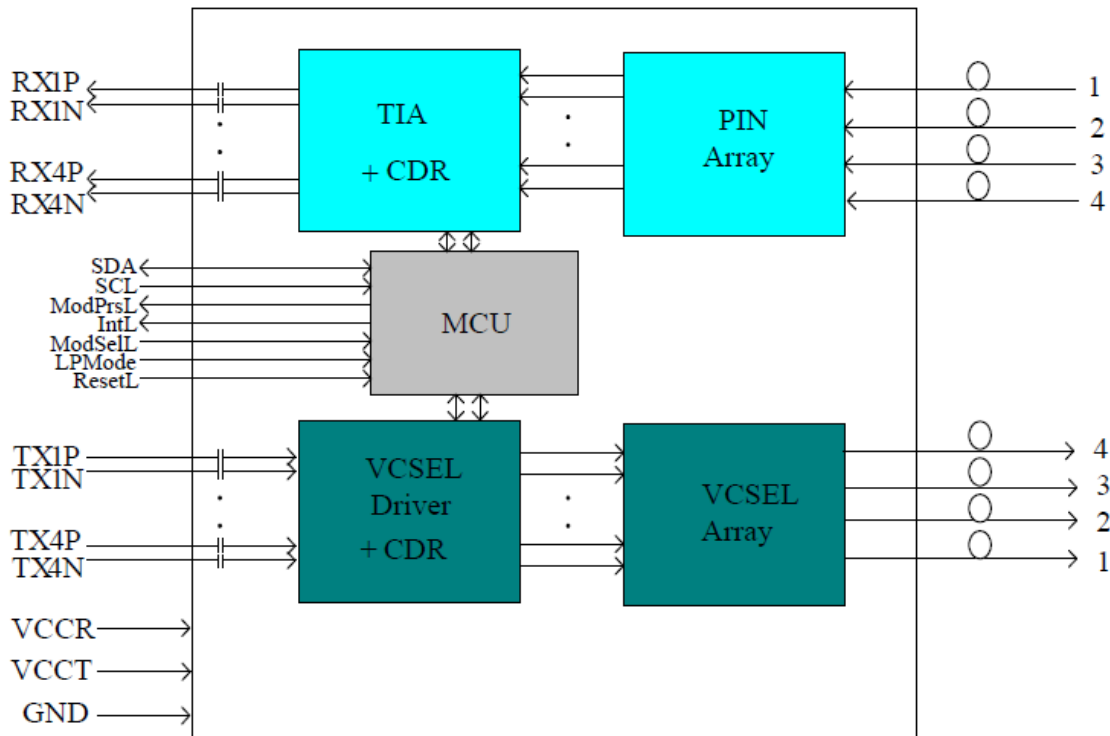 RX1P
RX1N
RX4P
RX4N
TIA
+ CDR
PIN
Array
1
2
3
4
SDA
SCL
ModPrsL
IntL
ModSelL
LPMode
ResetL
MCU
TX1P
TX1N
TX4P
TX4N
VCSEL
Driver
+ CDR
VCSEL
Array
4
3
2
1
VCCR
VCCT
GND